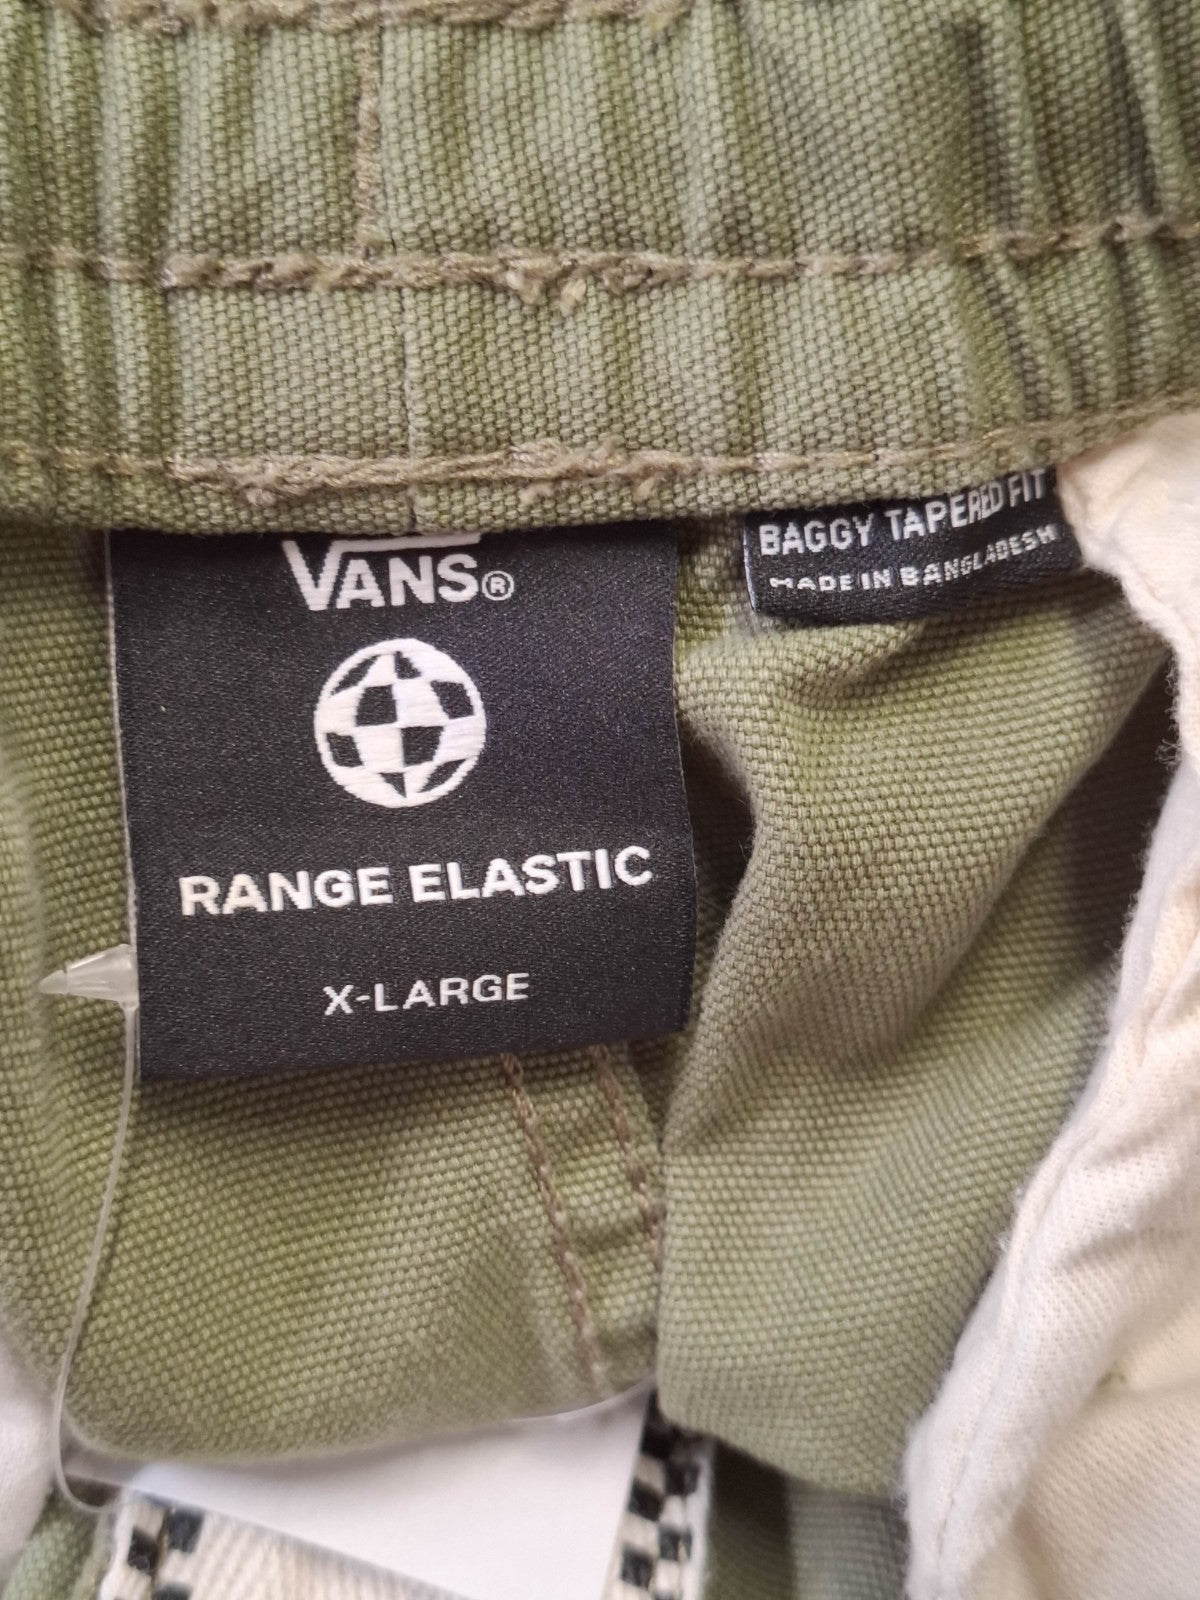 VANS®
RANGE ELASTIC
X-LARGE
BAGGY TAPERED FIT
MADE IN BANGLADESH